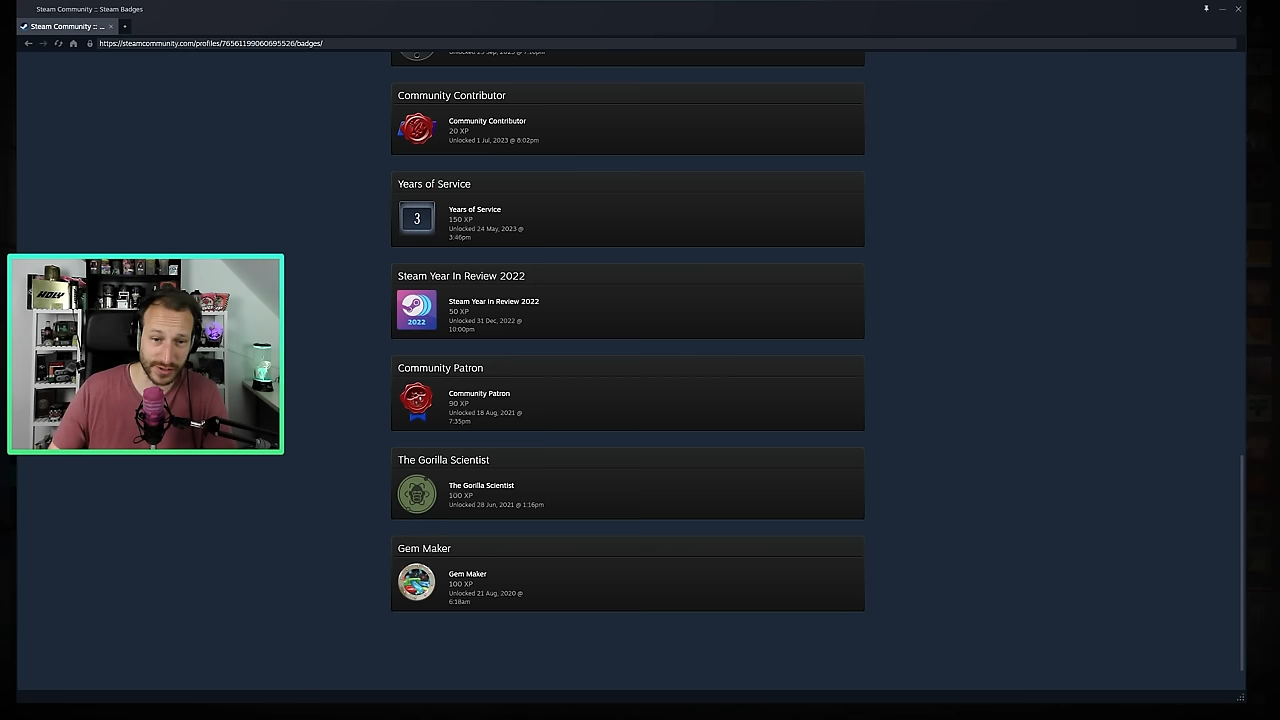 Steam Community :: Steam Badges
Steam Community :: ...
https://steamcommunity.com/profiles/76561199060695526/badges/
Community Contributor
Community Contributor
20 XP
Unlocked 1 Jul, 2023 @ 8:02pm
Years of Service
3
Years of Service
150 XP
Unlocked 24 May, 2023 @
3:46pm
Steam Year In Review 2022
2022
Steam Year In Review 2022
50 XP
Unlocked 31 Dec, 2022 @
10:00pm
HOLY
Community Patron
Community Patron
90 XP
Unlocked 18 Aug, 2021 @
7:35pm
The Gorilla Scientist
The Gorilla Scientist
100 XP
Unlocked 28 Jun, 2021 @ 1:16pm
Gem Maker
Gem Maker
100 XP
Unlocked 21 Aug, 2020 @
6:18am